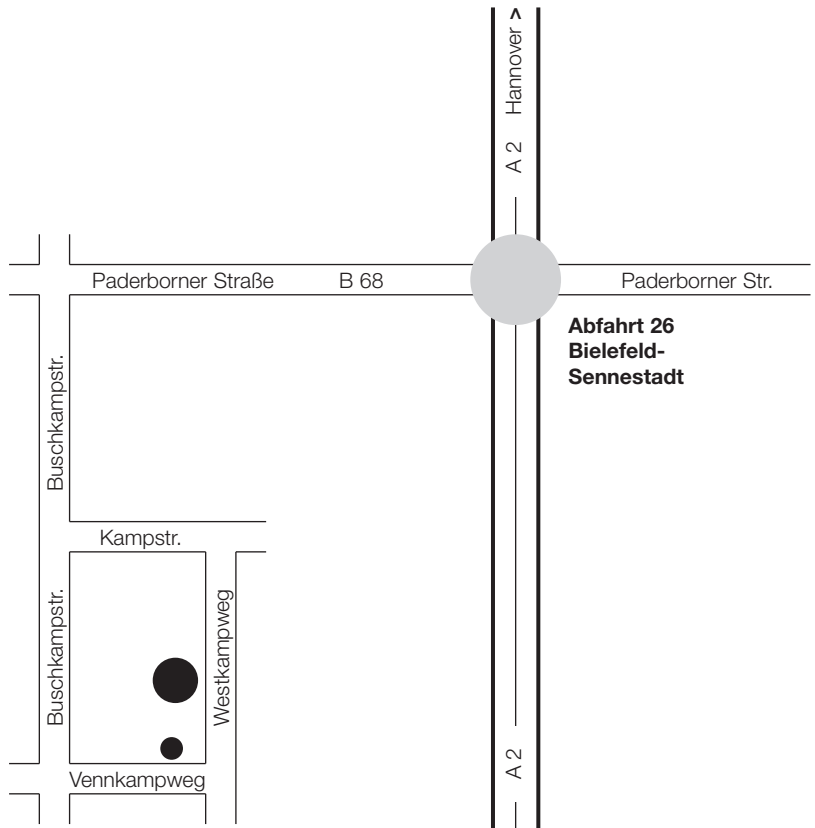 Hannover >
A 2
Paderborner Straße
B 68
Paderborner Str.
Abfahrt 26
Bielefeld-
Sennestadt
Buschkampstr.
Kampstr.
Buschkampstr.
Westkampweg
A 2
Vennkampweg